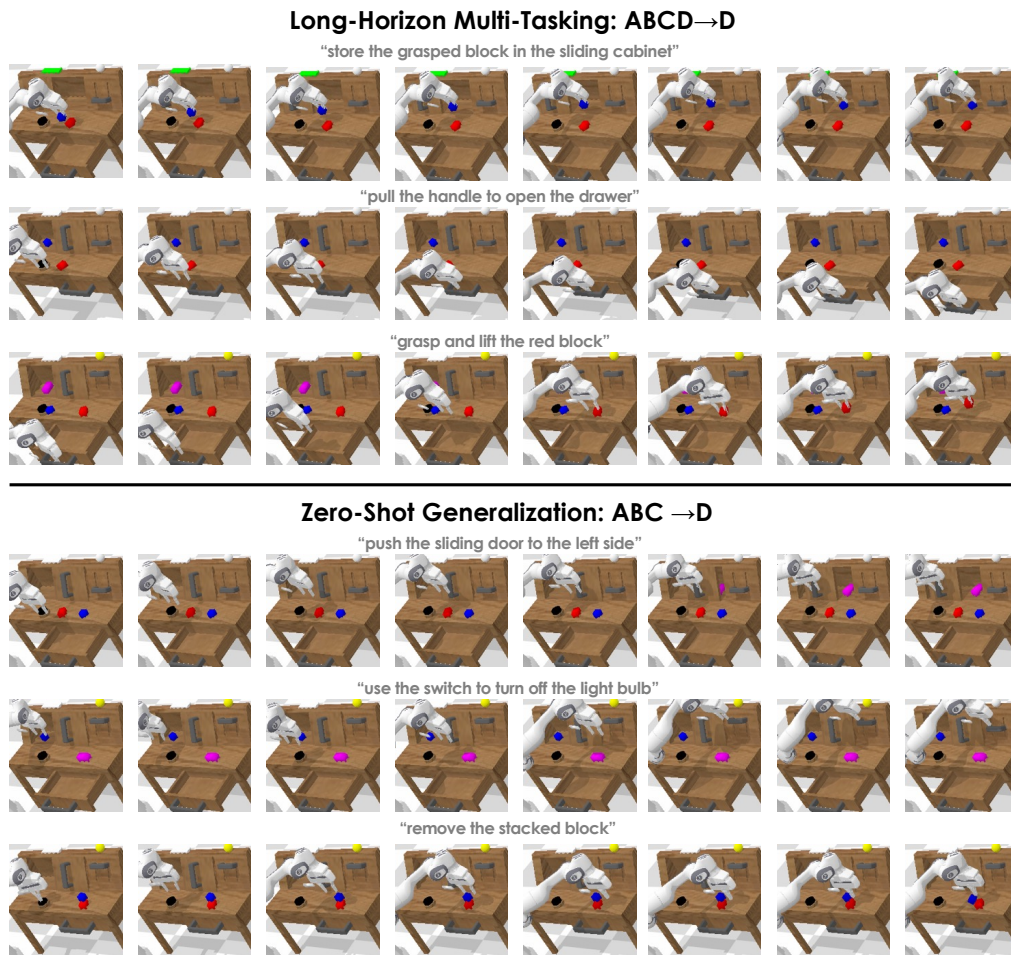 Long-Horizon Multi-Tasking: ABCD→D
“store the grasped block in the sliding cabinet”
“pull the handle to open the drawer”
“grasp and lift the red block”
Zero-Shot Generalization: ABC →D
“push the sliding door to the left side”
“use the switch to turn off the light bulb”
“remove the stacked block”